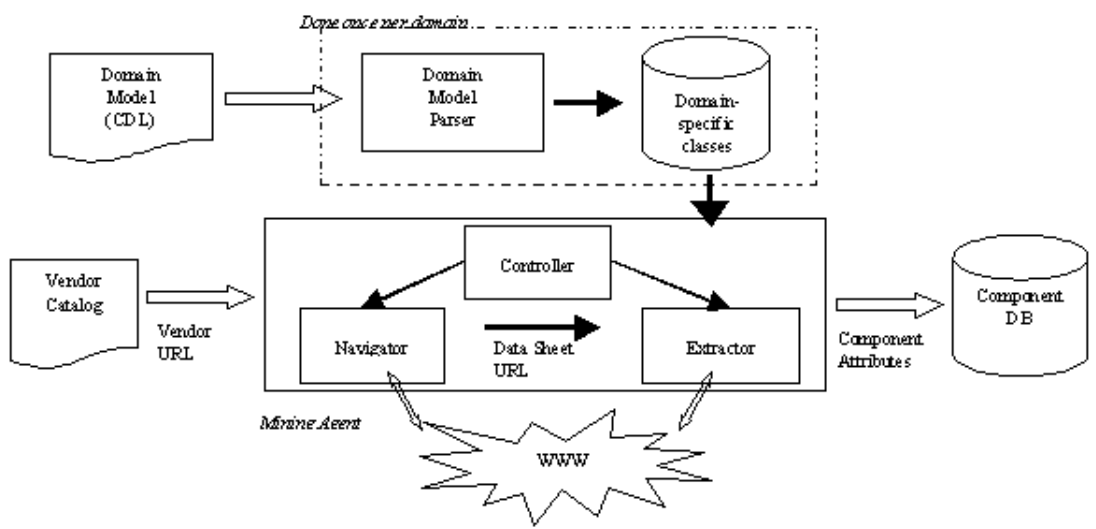 Done once per domain
Domain
Model
(CDL)
Domain
Model
Parser
Domain-
specific
classes
Vendor
Catalog
Vendor
URL
Controller
Navigator
Data Sheet
URL
Extractor
Component
Attributes
Component
DB
Mining Agent
WWW